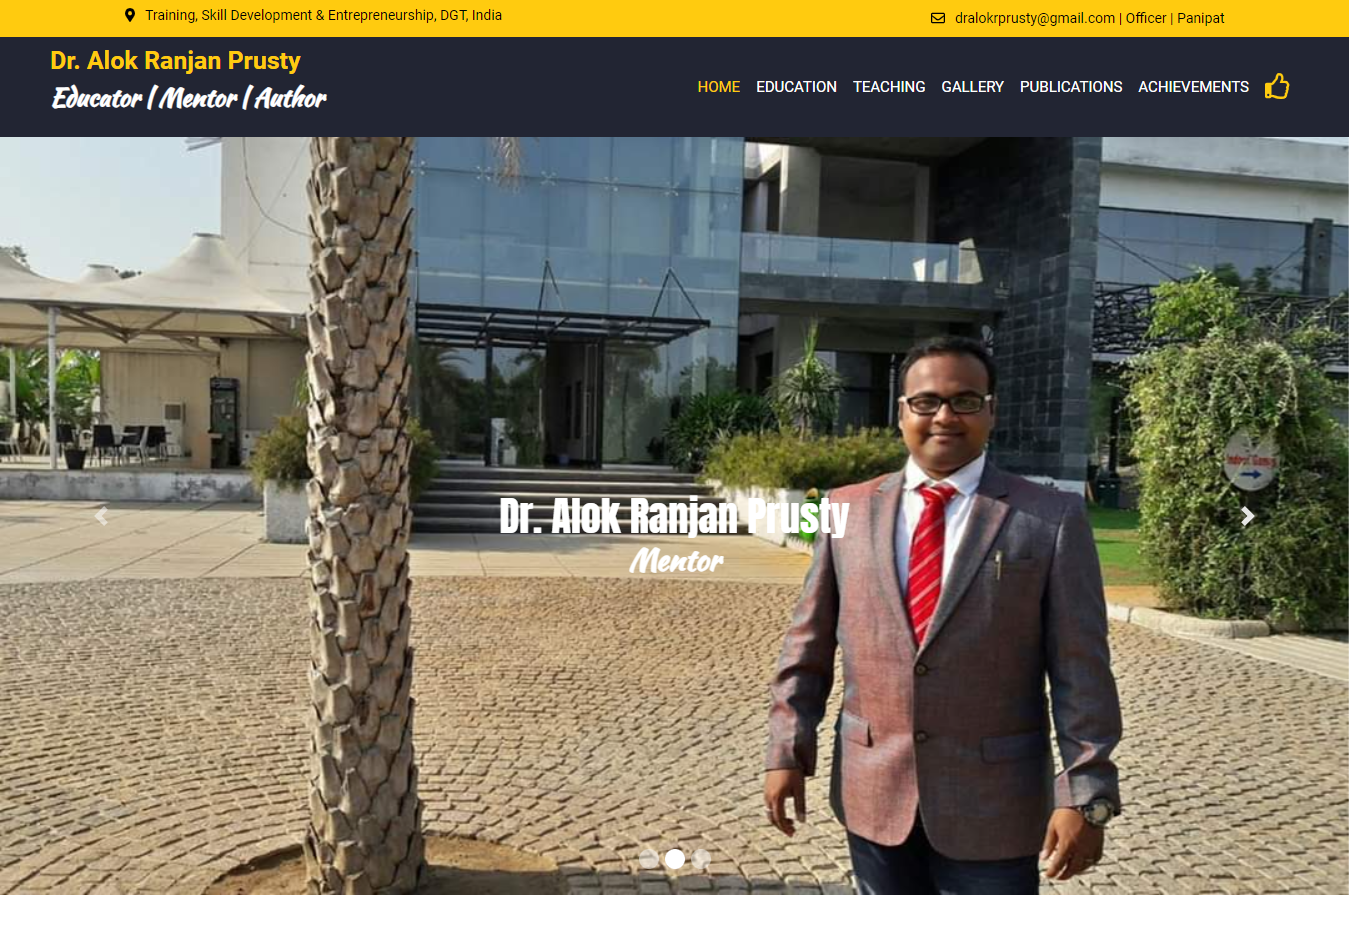 Training, Skill Development & Entrepreneurship, DGT, India
dralokrprusty@gmail.com | Officer | Panipat
Dr. Alok Ranjan Prusty
Educator | Mentor | Author
HOME EDUCATION TEACHING GALLERY PUBLICATIONS ACHIEVEMENTS
Dr. Alok Ranjan Prusty
Mentor